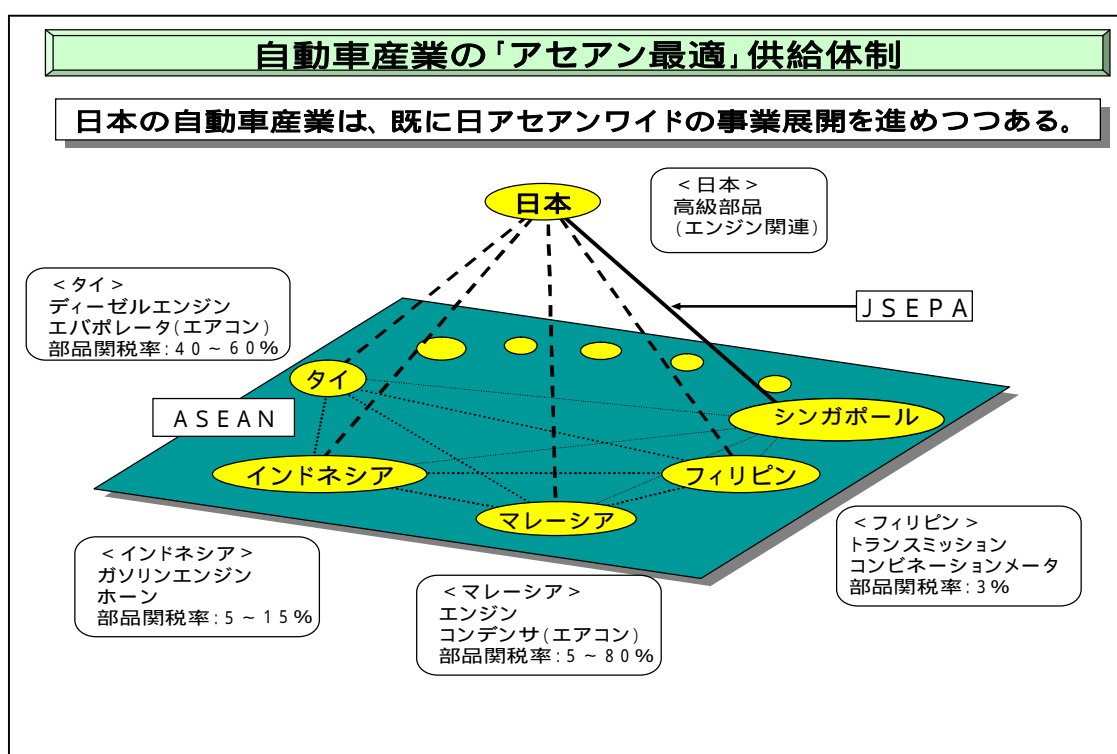 自動車産業の「アセアン最適」供給体制
日本の自動車産業は、既に日アセアンワイドの事業展開を進めつつある。
日本
<日本>
高級部品
(エンジン関連)
<タイ>
ディーゼルエンジン
エバポレータ(エアコン)
部品関税率:40~60%
JSEPA
タイ
ASEAN
シンガポール
インドネシア
フィリピン
マレーシア
<インドネシア>
ガソリンエンジン
ホーン
部品関税率:5~15%
<マレーシア>
エンジン
コンデンサ(エアコン)
部品関税率:5~80%
<フィリピン>
トランスミッション
コンビネーションメータ
部品関税率:3%